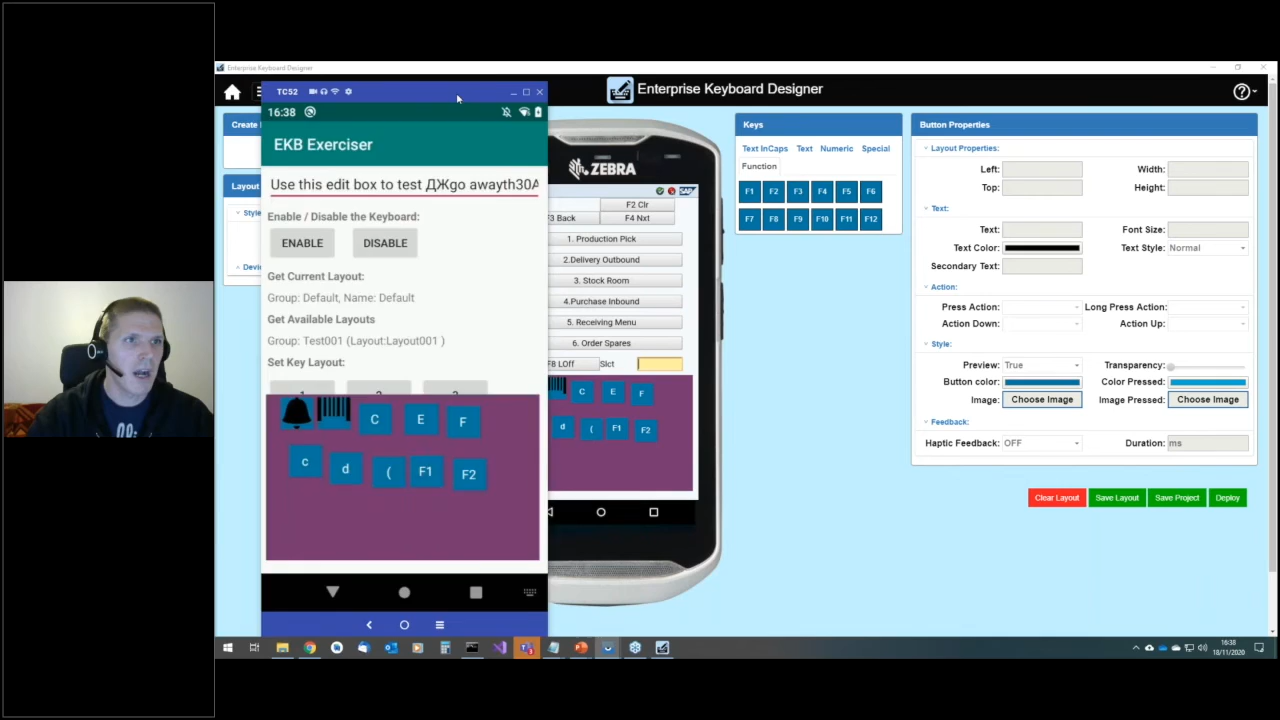 Enterprise Keyboard Designer
Enterprise Keyboard Designer
TC52
16:38
EKB Exerciser
Use this edit box to test ДЖgo awayth30A
Enable / Disable the Keyboard:
ENABLE
DISABLE
Get Current Layout:
Group: Default, Name: Default
Get Available Layouts
Group: Test001 (Layout:Layout001 )
Set Key Layout:
C
E
F
c
d
(
F1
F2
Create
Layout
Style
ZEBRA
SAP
F2 Clr
F3 Back
F4 Nxt
1. Production Pick
2.Delivery Outbound
3. Stock Room
4.Purchase Inbound
5. Receiving Menu
6. Order Spares
F8 LOff
Slct
C
E
F
d
(
F1
F2
Keys
Text InCaps
Text
Numeric
Special
Function
F1
F2
F3
F4
F5
F6
F7
F8
F9
F10
F11
F12
Button Properties
Layout Properties:
Left:
Width:
Top:
Height:
Text:
Text:
Font Size:
Text Color:
Text Style: Normal
Secondary Text:
Action:
Press Action:
Long Press Action:
Action Down:
Action Up:
Style:
Preview: True
Transparency:
Button color:
Color Pressed:
Image: Choose Image
Image Pressed: Choose Image
Feedback:
Haptic Feedback: OFF
Duration: ms
Clear Layout
Save Layout
Save Project
Deploy
16:38
18/11/2020